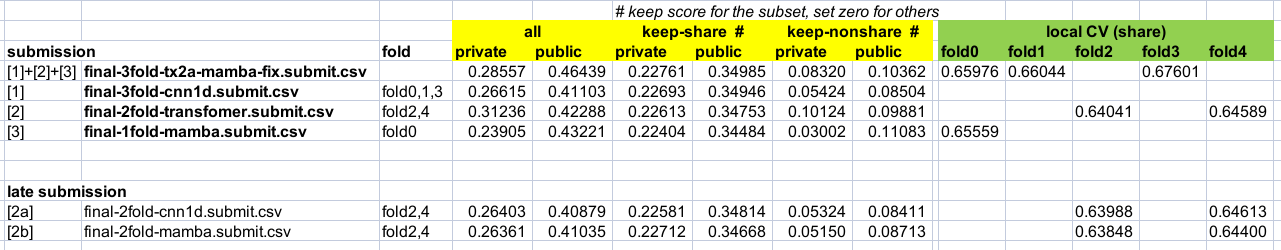 # keep score for the subset, set zero for others
all keep-share # keep-nonshare # local CV (share)
submission fold private public private public private public fold0 fold1 fold2 fold3 fold4
[1]+[2]+[3] final-3fold-tx2a-mamba-fix.submit.csv 0.28557 0.46439 0.22761 0.34985 0.08320 0.10362 0.65976 0.66044 0.67601
[1] final-3fold-cnn1d.submit.csv fold0,1,3 0.26615 0.41103 0.22693 0.34946 0.05424 0.08504
[2] final-2fold-transfomer.submit.csv fold2,4 0.31236 0.42288 0.22613 0.34753 0.10124 0.09881 0.64041 0.64589
[3] final-1fold-mamba.submit.csv fold0 0.23905 0.43221 0.22404 0.34484 0.03002 0.11083 0.65559
late submission
[2a] final-2fold-cnn1d.submit.csv fold2,4 0.26403 0.40879 0.22581 0.34814 0.05324 0.08411 0.63988 0.64613
[2b] final-2fold-mamba.submit.csv fold2,4 0.26361 0.41035 0.22712 0.34668 0.05150 0.08713 0.63848 0.64400